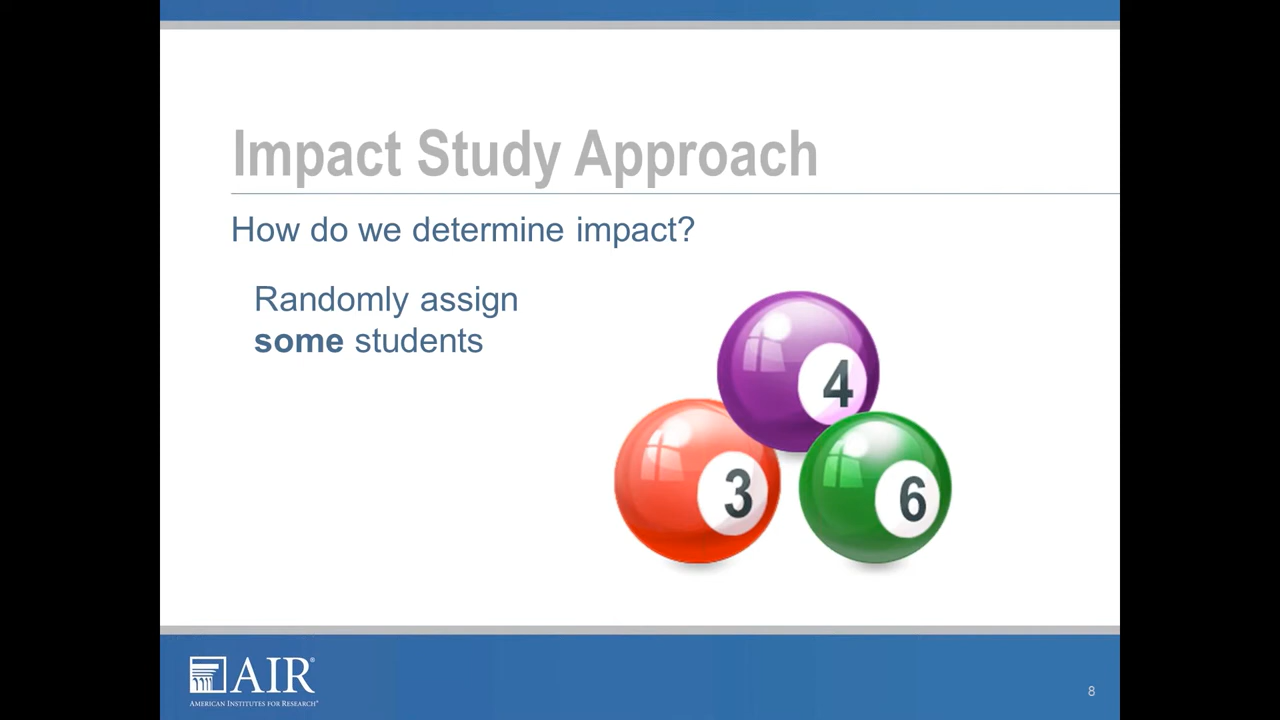 Impact Study Approach
How do we determine impact?
Randomly assign
some students
4
3
6
AIR®
AMERICAN INSTITUTES FOR RESEARCH®
8